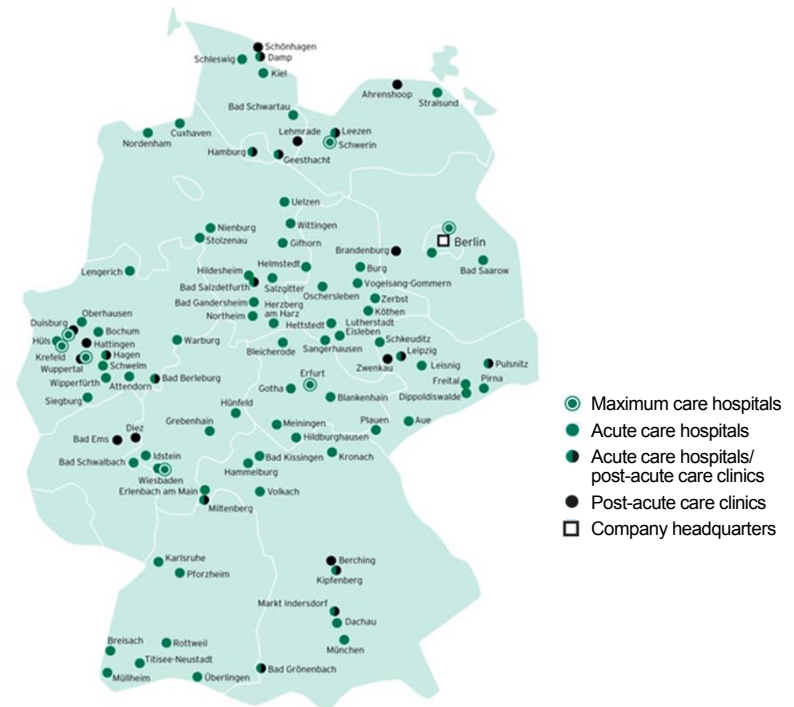 Schönhagen
Damp
Schleswig
Kiel
Ahrenshoop
Stralsund
Bad Schwartau
Cuxhaven
Nordenham
Lehmrade
Leezen
Schwerin
Hamburg
Geesthacht
Uelzen
Nienburg
Wittingen
Stolzenau
Gifhorn
Brandenburg
Berlin
Bad Saarow
Lengerich
Hildesheim
Helmstedt
Burg
Bad Salzdetfurth
Salzgitter
Vogelsang-Gommern
Oschersleben
Bad Gandersheim
Herzberg
am Harz
Zerbst
Northeim
Köthen
Hettstedt
Lutherstadt
Eisleben
Oberhausen
Duisburg
Bochum
Hüls
Hattingen
Warburg
Bleicherode
Sangerhausen
Schkeuditz
Krefeld
Hagen
Leipzig
Wuppertal
Schwelm
Zwenkau
Leisnig
Pulsnitz
Wipperfürth
Attendorn
Bad Berleburg
Erfurt
Gotha
Freital
Pirna
Siegburg
Blankenhain
Dippoldiswalde
Hünfeld
Grebenhain
Meiningen
Plauen
Aue
Diez
Bad Ems
Hildburghausen
Idstein
Bad Schwalbach
Bad Kissingen
Kronach
Hammelburg
Wiesbaden
Erlenbach am Main
Volkach
Miltenberg
Karlsruhe
Pforzheim
Berching
Kipfenberg
Markt Indersdorf
Dachau
München
Breisach
Rottweil
Titisee-Neustadt
Müllheim
Überlingen
Bad Grönenbach
Maximum care hospitals
Acute care hospitals
Acute care hospitals/
post-acute care clinics
Post-acute care clinics
Company headquarters